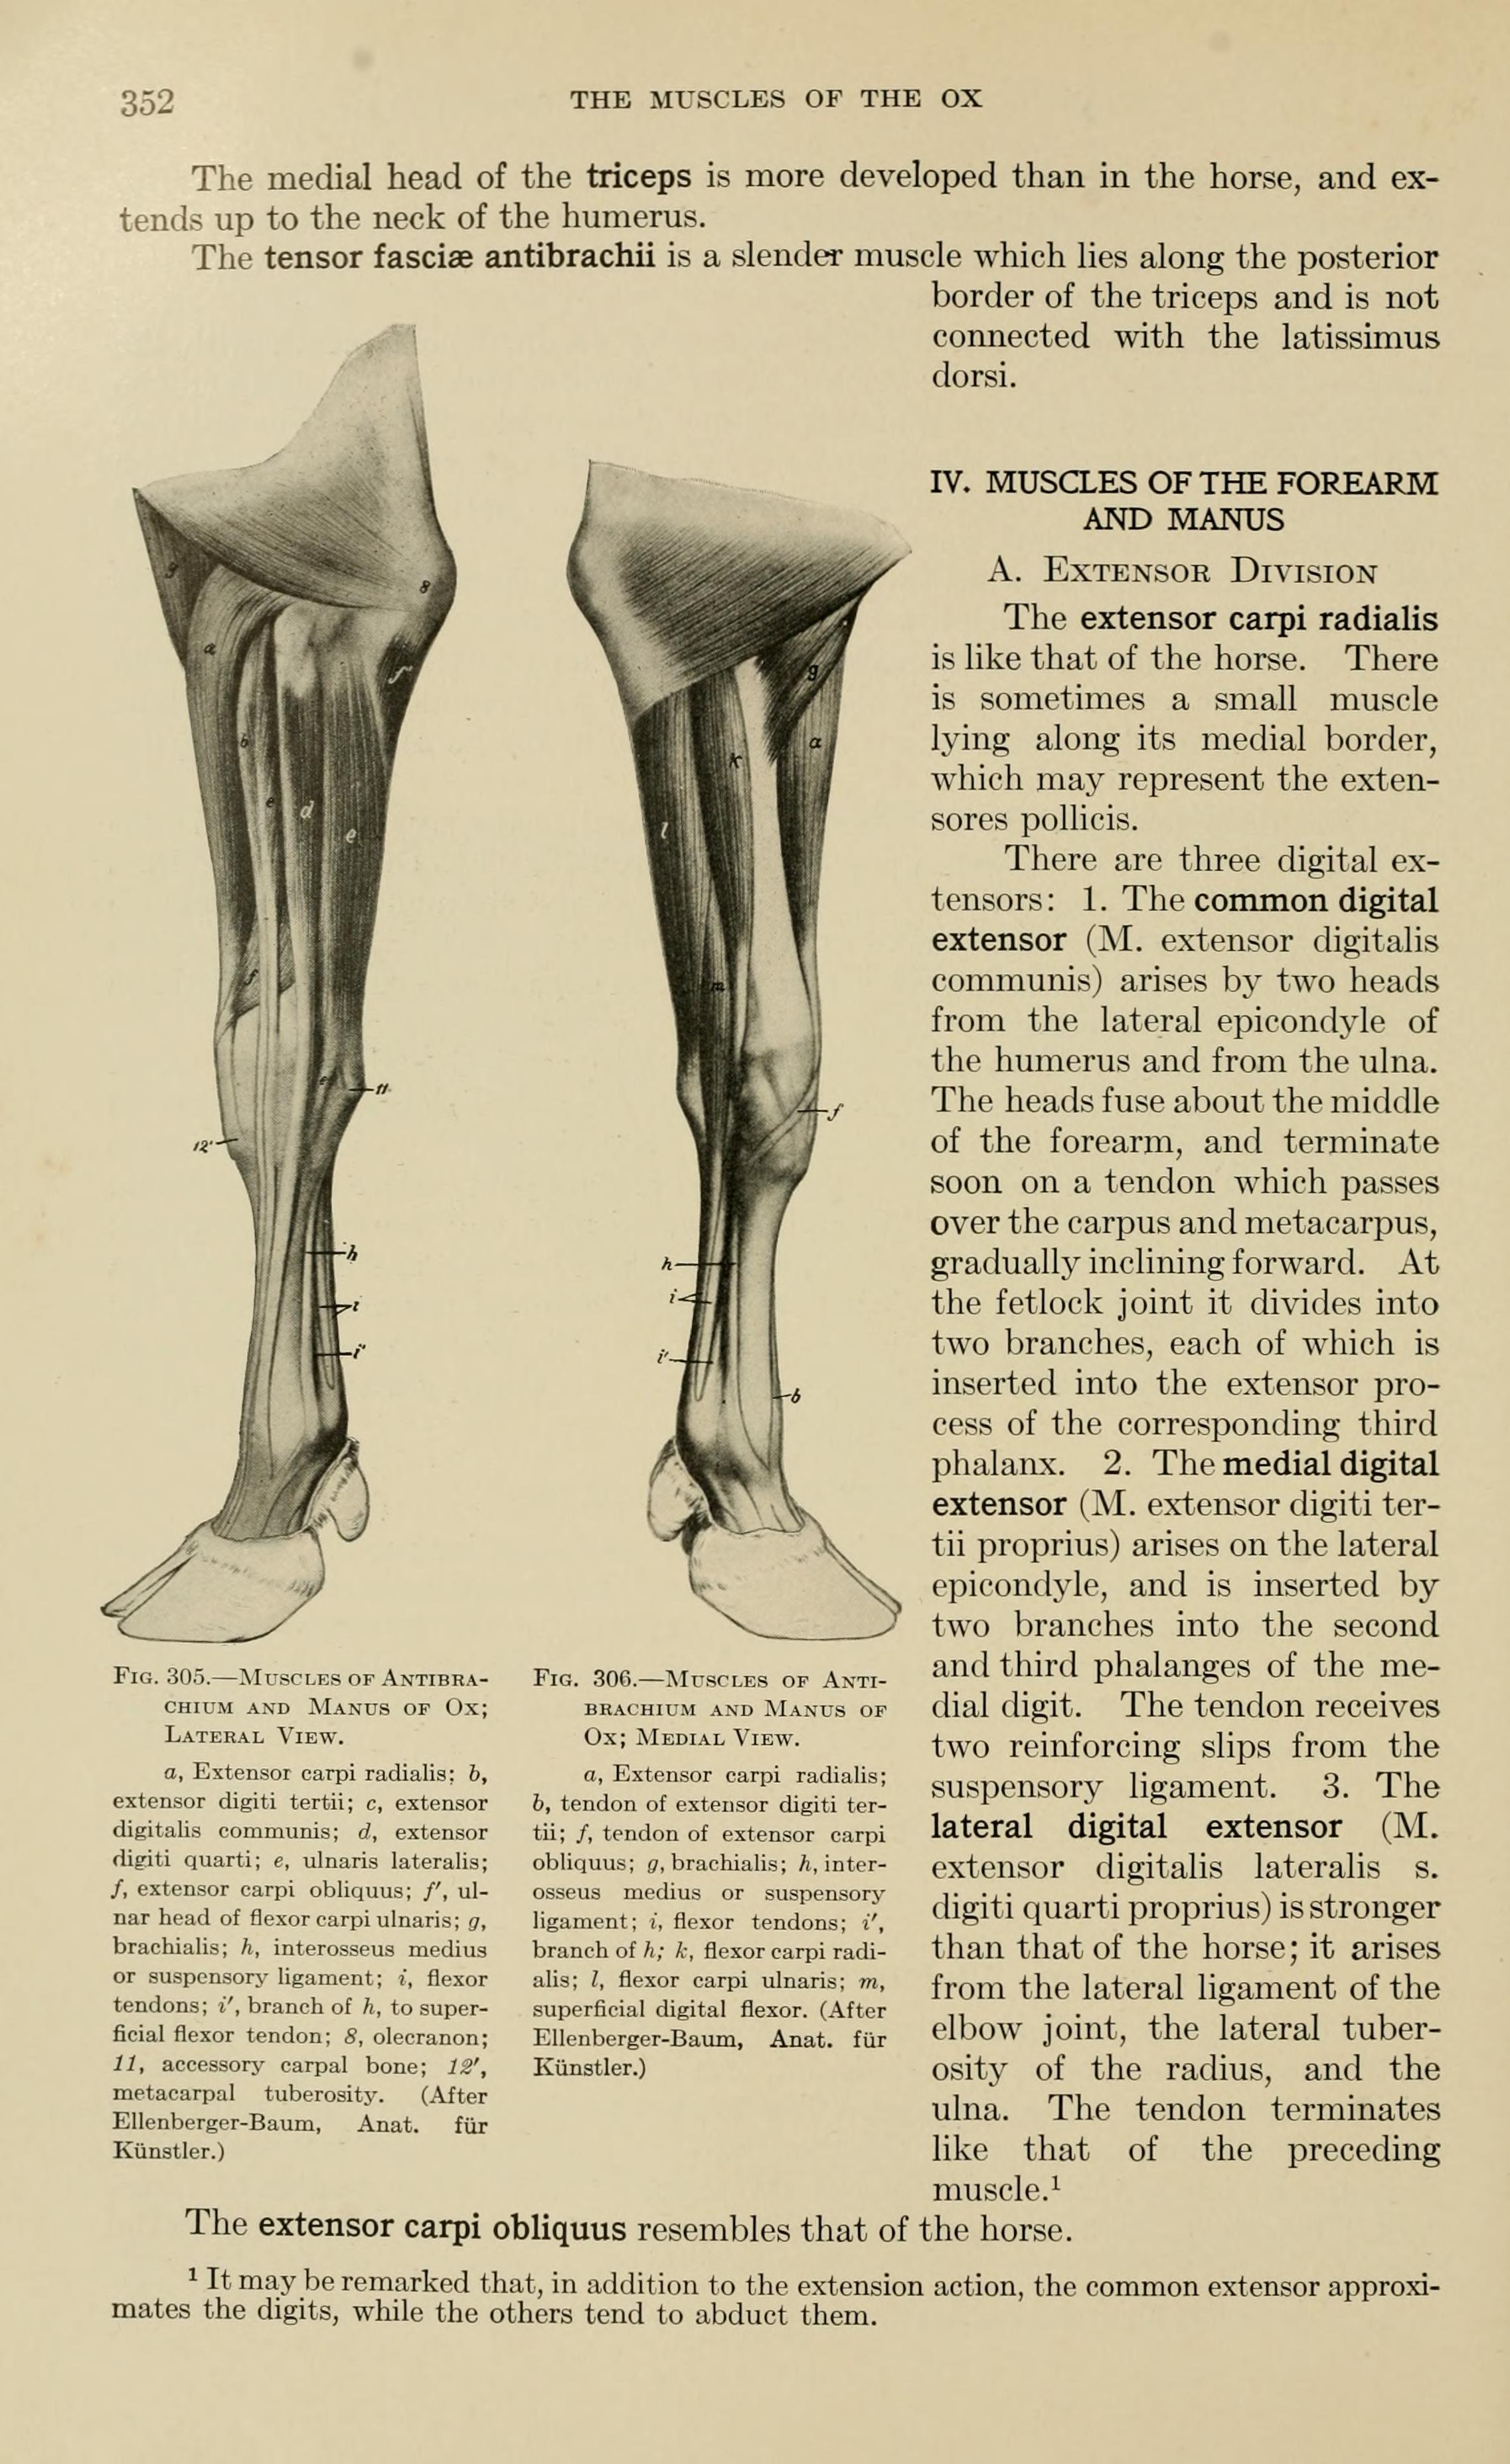 352
THE MUSCLES OF THE OX
The medial head of the triceps is more developed than in the horse, and ex-
tends up to the neck of the humerus.
The tensor fasciæ antibrachii is a slender muscle which lies along the posterior
border of the triceps and is not
connected with the latissimus
dorsi.
IV. MUSCLES OF THE FOREARM
AND MANUS
A. EXTENSOR DIVISION
The extensor carpi radialis
is like that of the horse. There
is sometimes a small muscle
lying along its medial border,
which may represent the exten-
sores pollicis.
There are three digital ex-
tensors: 1. The common digital
extensor (M. extensor digitalis
communis) arises by two heads
from the lateral epicondyle of
the humerus and from the ulna.
The heads fuse about the middle
of the forearm, and terminate
soon on a tendon which passes
over the carpus and metacarpus,
gradually inclining forward. At
the fetlock joint it divides into
two branches, each of which is
inserted into the extensor pro-
cess of the corresponding third
phalanx. 2. The medial digital
extensor (M. extensor digiti ter-
tii proprius) arises on the lateral
epicondyle, and is inserted by
two branches into the second
and third phalanges of the me-
dial digit. The tendon receives
two reinforcing slips from the
suspensory ligament. 3. The
lateral digital extensor (M.
extensor digitalis lateralis s.
digiti quarti proprius) is stronger
than that of the horse; it arises
from the lateral ligament of the
elbow joint, the lateral tuber-
osity of the radius, and the
ulna. The tendon terminates
like that of the preceding
muscle.¹
g
8
a
f'
b
e
d
e
f
11
12'
h
i
i'
g
a
k
l
m
f
h
i
i'
b
FIG. 305.—MUSCLES OF ANTIBRA-
CHIUM AND MANUS OF OX;
LATERAL VIEW.
a, Extensor carpi radialis; b,
extensor digiti tertii; c, extensor
digitalis communis; d, extensor
digiti quarti; e, ulnaris lateralis;
f, extensor carpi obliquus; f', ul-
nar head of flexor carpi ulnaris; g,
brachialis; h, interosseus medius
or suspensory ligament; i, flexor
tendons; i', branch of h, to super-
ficial flexor tendon; 8, olecranon;
11, accessory carpal bone; 12',
metacarpal tuberosity. (After
Ellenberger-Baum, Anat. für
Künstler.)
FIG. 306.—MUSCLES OF ANTI-
BRACHIUM AND MANUS OF
OX; MEDIAL VIEW.
a, Extensor carpi radialis;
b, tendon of extensor digiti ter-
tii; f, tendon of extensor carpi
obliquus; g, brachialis; h, inter-
osseus medius or suspensory
ligament; i, flexor tendons; i',
branch of h; k, flexor carpi radi-
alis; l, flexor carpi ulnaris; m,
superficial digital flexor. (After
Ellenberger-Baum, Anat. für
Künstler.)
The extensor carpi obliquus resembles that of the horse.
¹ It may be remarked that, in addition to the extension action, the common extensor approxi-
mates the digits, while the others tend to abduct them.